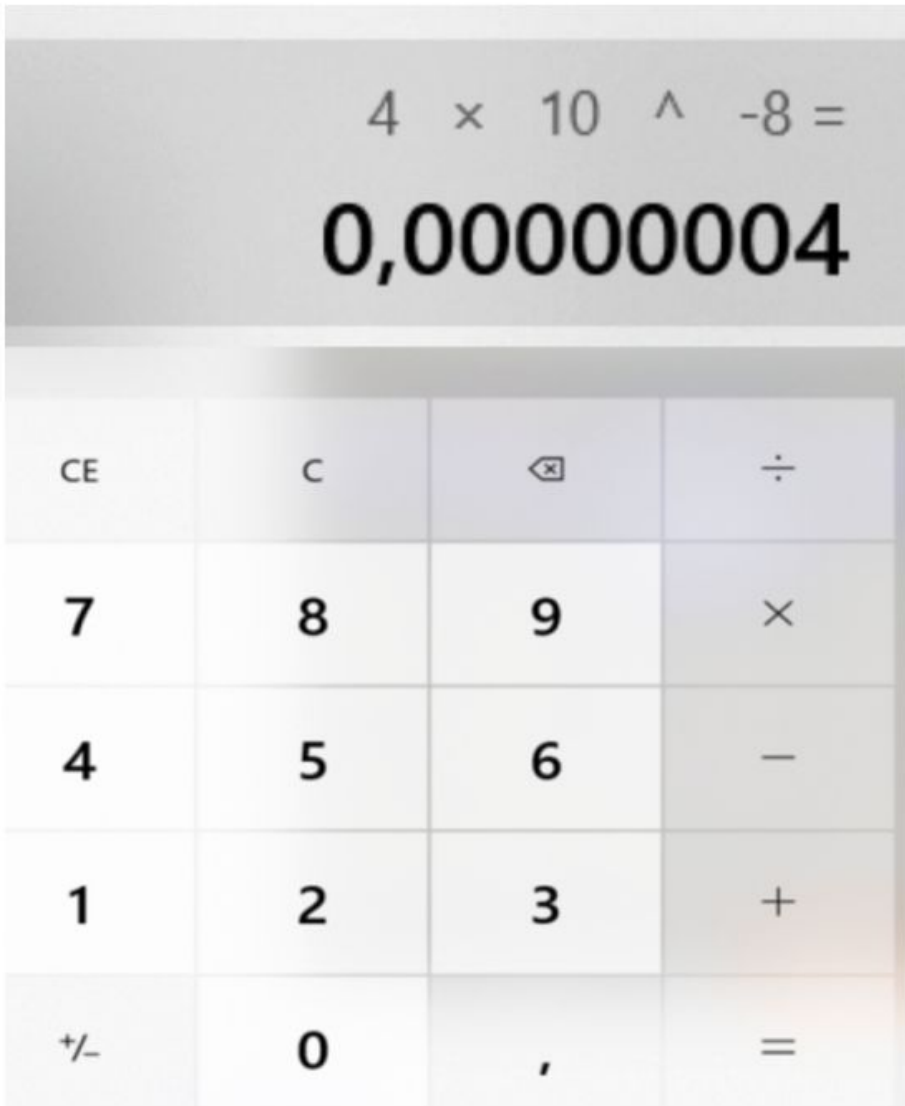 4 × 10 ^ -8 =
0,00000004
CE C ⌫ ÷
7 8 9 ×
4 5 6 −
1 2 3 +
+/− 0 , =